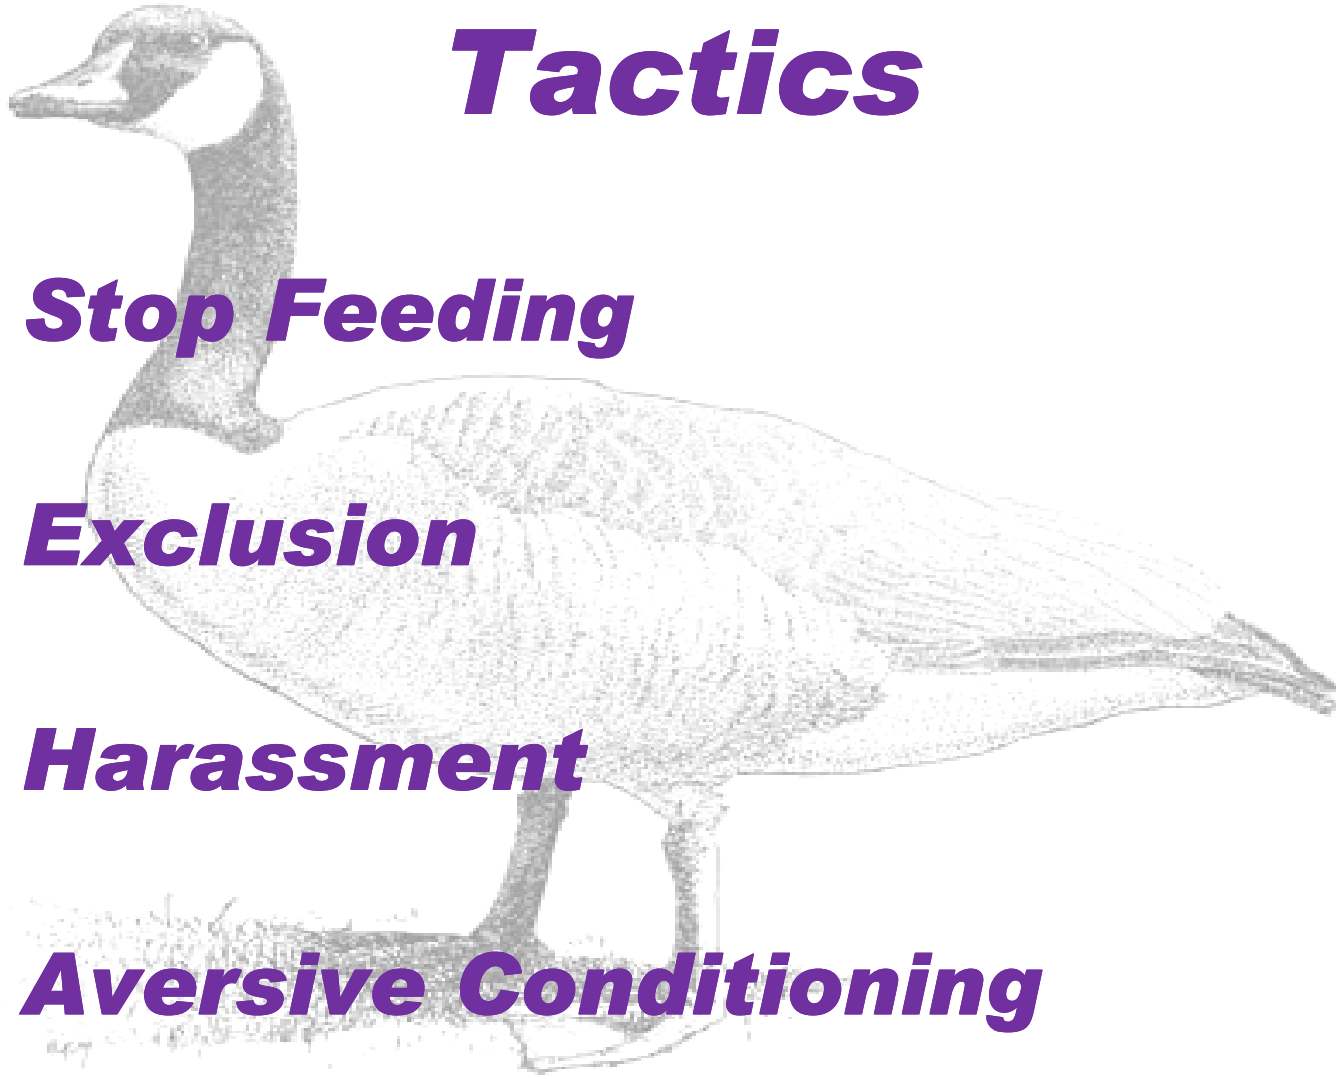 Tactics
Stop Feeding
Exclusion
Harassment
Aversive Conditioning